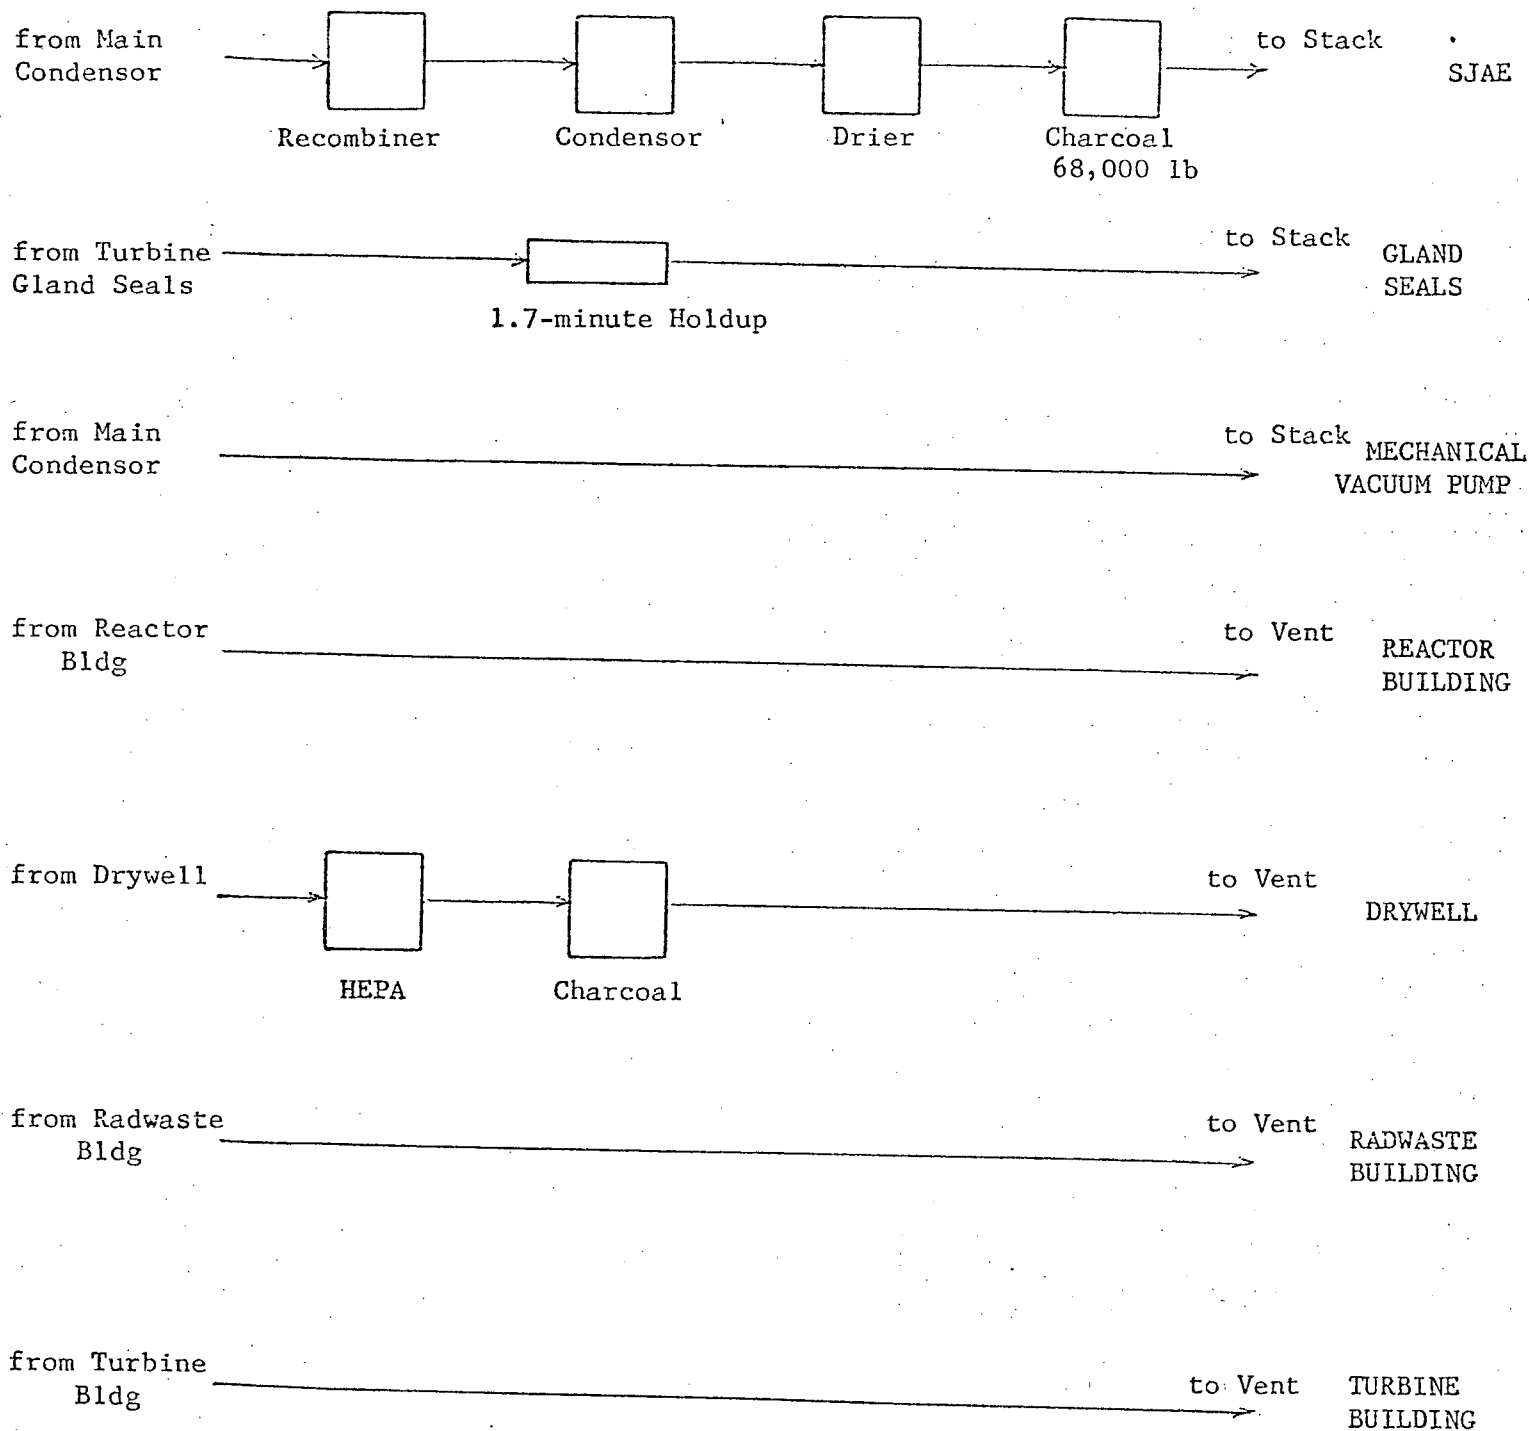 from Main
Condensor
to Stack
SJAE
Recombiner
Condensor
Drier
Charcoal
68,000 lb
from Turbine
Gland Seals
to Stack
GLAND
SEALS
1.7-minute Holdup
from Main
Condensor
to Stack
MECHANICAL
VACUUM PUMP
from Reactor
Bldg
to Vent
REACTOR
BUILDING
from Drywell
to Vent
DRYWELL
HEPA
Charcoal
from Radwaste
Bldg
to Vent
RADWASTE
BUILDING
from Turbine
Bldg
to Vent
TURBINE
BUILDING